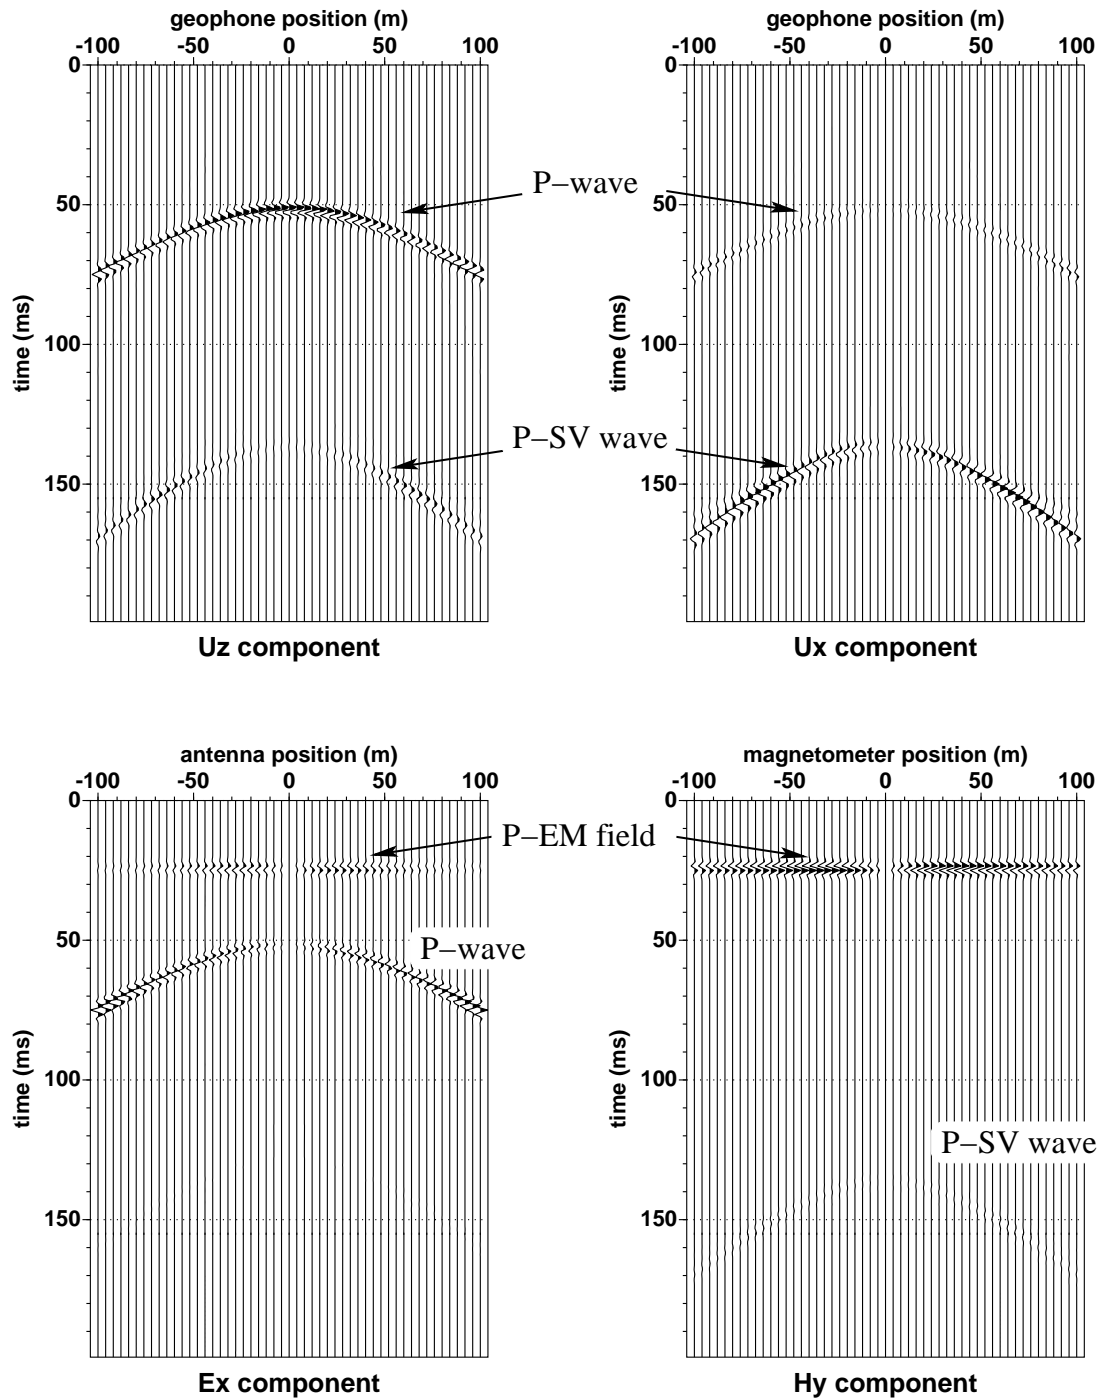 geophone position (m)
-100 -50 0 50 100
0
50
100
150
time (ms)
Uz component
geophone position (m)
-100 -50 0 50 100
0
50
100
150
time (ms)
Ux component
P–wave
P–SV wave
antenna position (m)
-100 -50 0 50 100
0
50
100
150
time (ms)
P–wave
Ex component
magnetometer position (m)
-100 -50 0 50 100
0
50
100
150
time (ms)
P–SV wave
Hy component
P–EM field